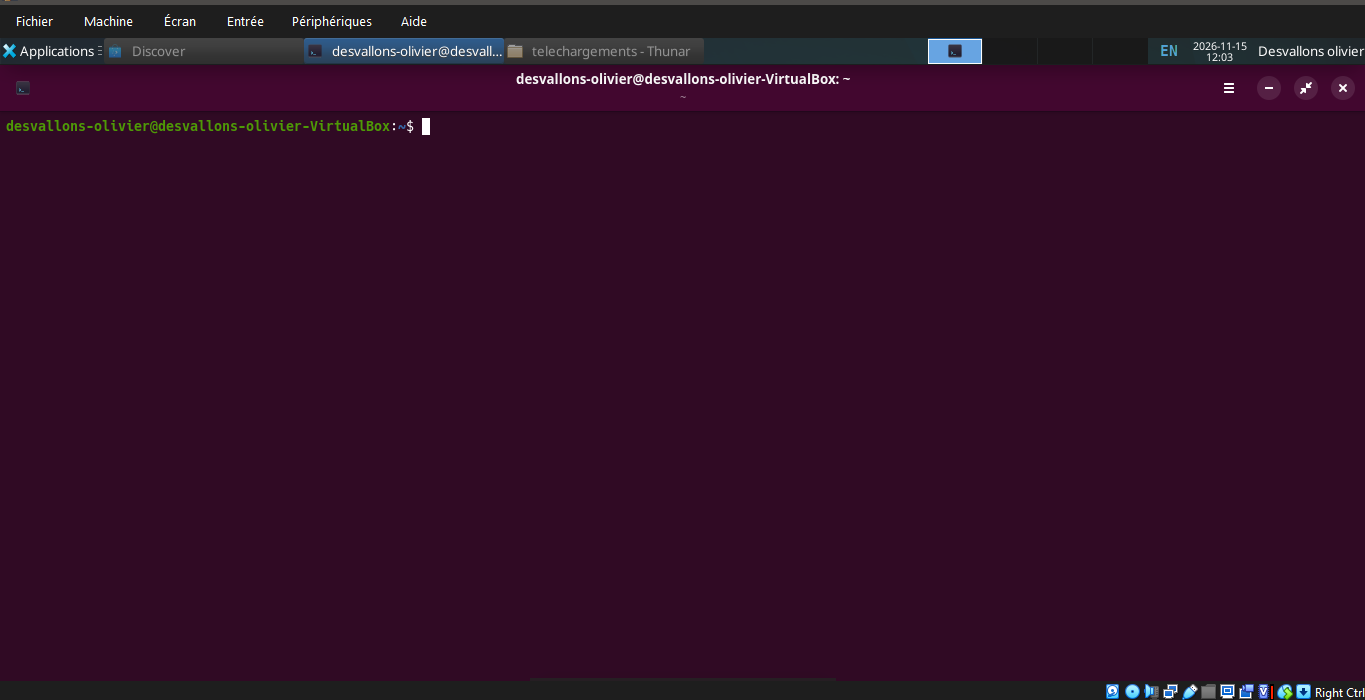 Fichier Machine Écran Entrée Périphériques Aide
Applications Discover desvallons-olivier@desvall... telechargements - Thunar EN 2026-11-15 12:03 Desvallons olivier
desvallons-olivier@desvallons-olivier-VirtualBox: ~
~
desvallons-olivier@desvallons-olivier-VirtualBox:~$
Right Ctrl